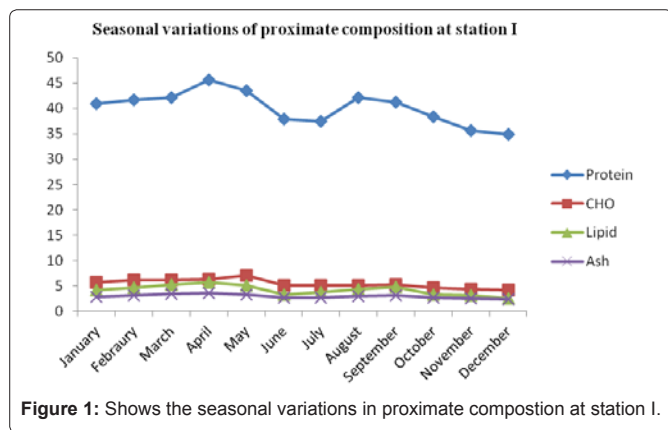 Seasonal variations of proximate composition at station I
50
45
40
35
30
25
20
15
10
5
0
January
Febraury
March
April
May
June
July
August
September
October
November
December
Protein
CHO
Lipid
Ash
Figure 1: Shows the seasonal variations in proximate compostion at station I.